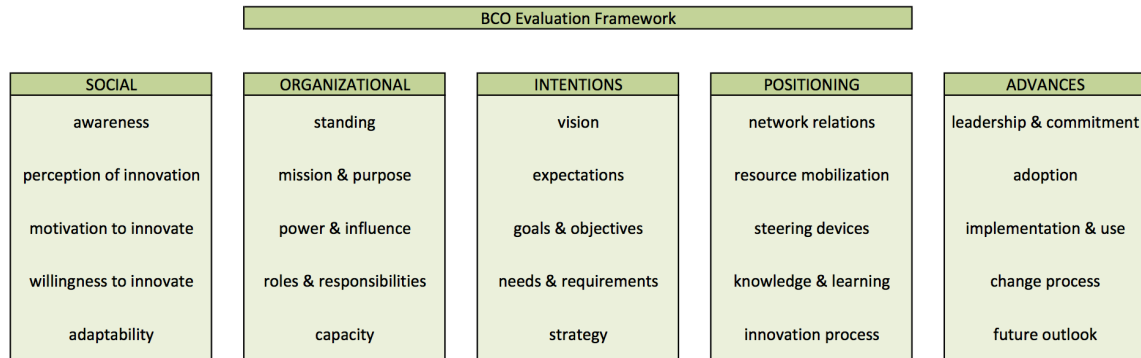 BCO Evaluation Framework
SOCIAL
awareness
perception of innovation
motivation to innovate
willingness to innovate
adaptability
ORGANIZATIONAL
standing
mission & purpose
power & influence
roles & responsibilities
capacity
INTENTIONS
vision
expectations
goals & objectives
needs & requirements
strategy
POSITIONING
network relations
resource mobilization
steering devices
knowledge & learning
innovation process
ADVANCES
leadership & commitment
adoption
implementation & use
change process
future outlook